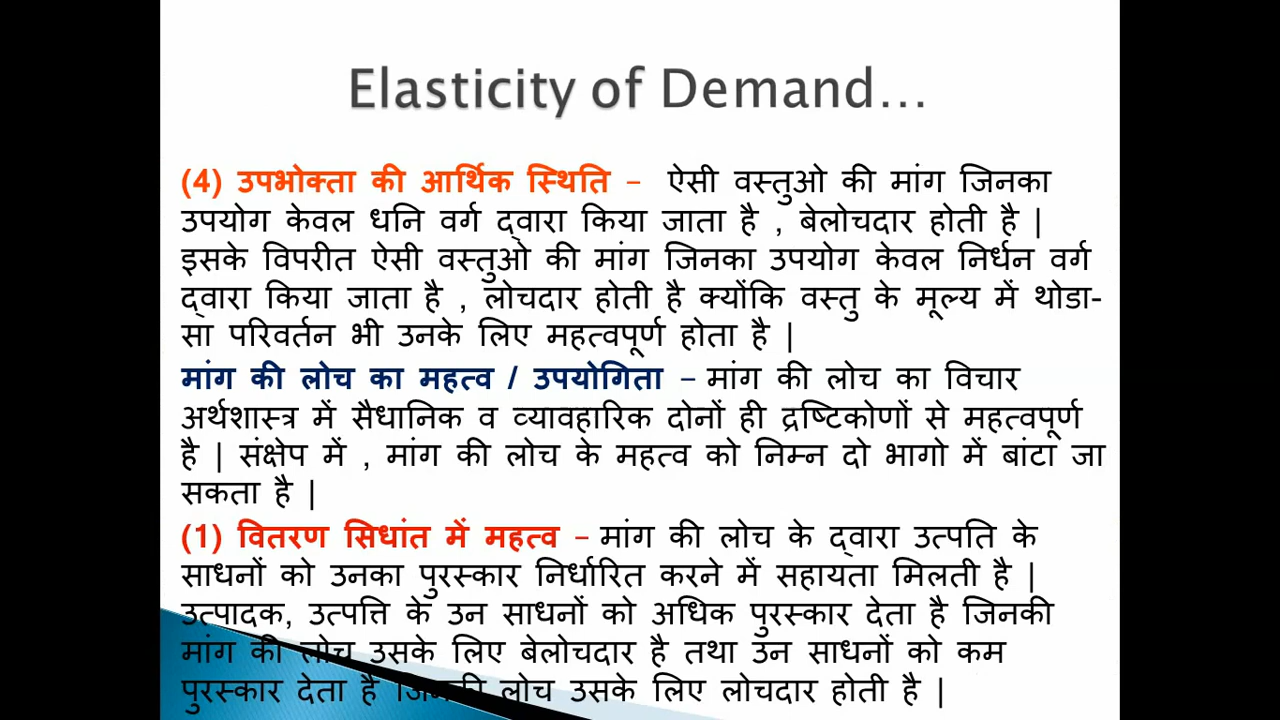 Elasticity of Demand...
(4) उपभोक्ता की आर्थिक स्थिति – ऐसी वस्तुओ की मांग जिनका
उपयोग केवल धनि वर्ग द्वारा किया जाता है , बेलोचदार होती है |
इसके विपरीत ऐसी वस्तुओ की मांग जिनका उपयोग केवल निर्धन वर्ग
द्वारा किया जाता है , लोचदार होती है क्योंकि वस्तु के मूल्य में थोडा-
सा परिवर्तन भी उनके लिए महत्वपूर्ण होता है |
मांग की लोच का महत्व / उपयोगिता – मांग की लोच का विचार
अर्थशास्त्र में सैधानिक व व्यावहारिक दोनों ही द्रष्टिकोणों से महत्वपूर्ण
है | संक्षेप में , मांग की लोच के महत्व को निम्न दो भागो में बांटा जा
सकता है |
(1) वितरण सिधांत में महत्व – मांग की लोच के द्वारा उत्पति के
साधनों को उनका पुरस्कार निर्धारित करने में सहायता मिलती है |
उत्पादक, उत्पत्ति के उन साधनों को अधिक पुरस्कार देता है जिनकी
मांग की लोच उसके लिए बेलोचदार है तथा उन साधनों को कम
पुरस्कार देता है जिनकी लोच उसके लिए लोचदार होती है |